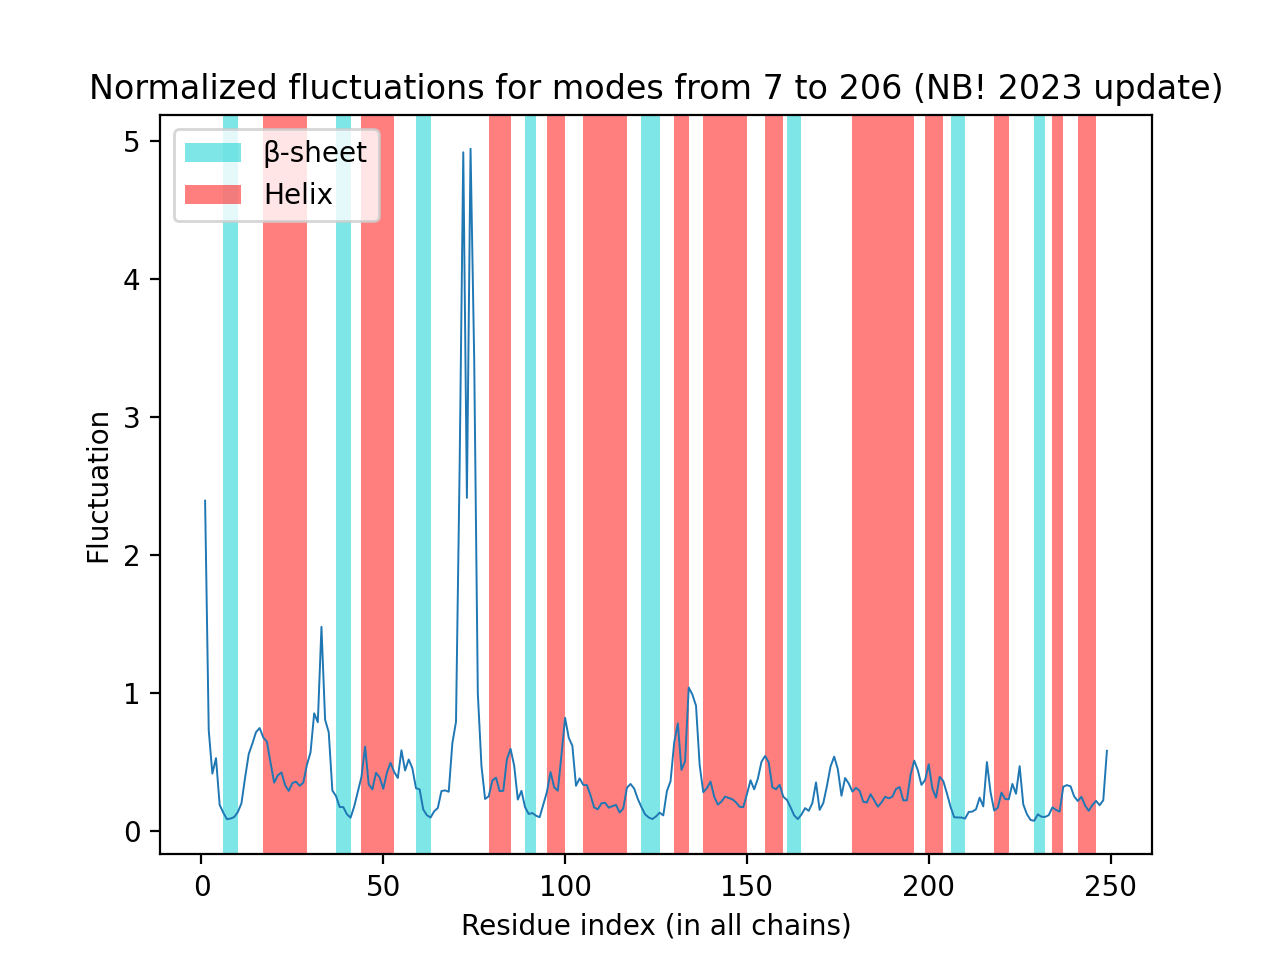 Normalized fluctuations for modes from 7 to 206 (NB! 2023 update)
β-sheet
Helix
5
4
3
2
1
0
Fluctuation
0 50 100 150 200 250
Residue index (in all chains)